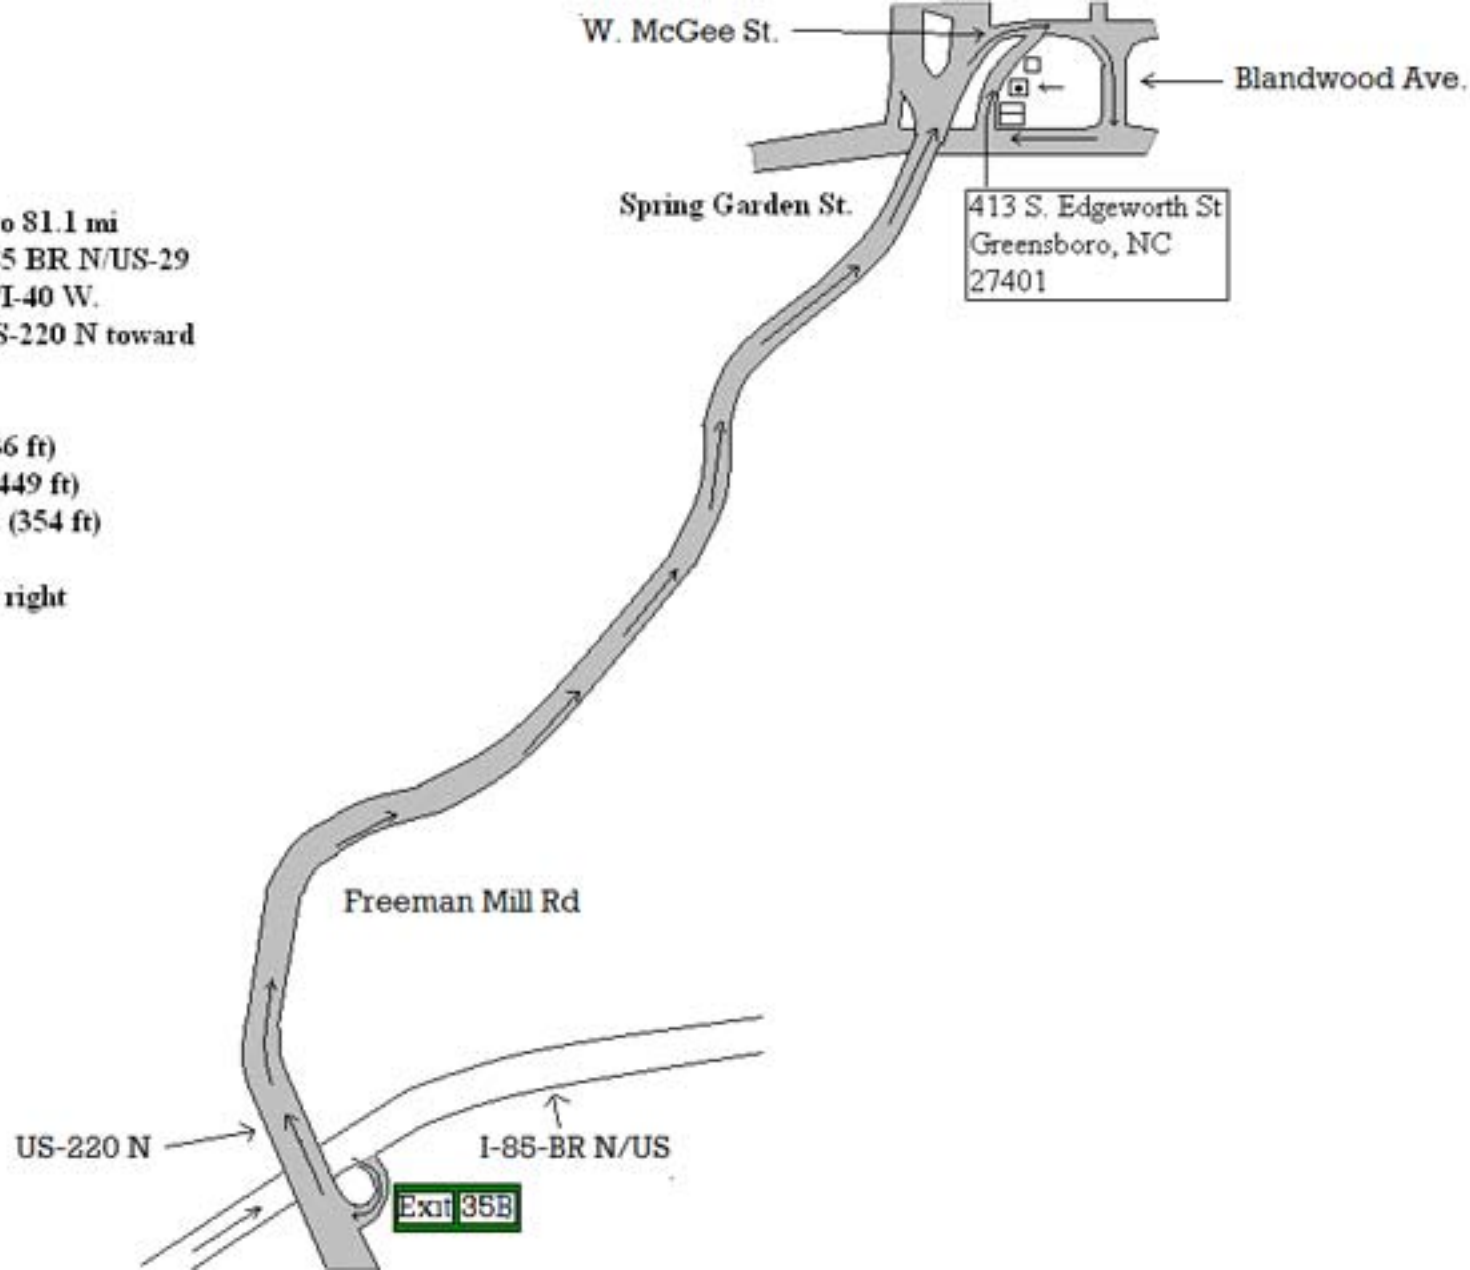 W. McGee St.
Blandwood Ave.
Spring Garden St.
413 S. Edgeworth St
Greensboro, NC
27401
o 81.1 mi
5 BR N/US-29
I-40 W.
S-220 N toward
6 ft)
449 ft)
(354 ft)
right
Freeman Mill Rd
US-220 N
I-85-BR N/US
Exit 35B